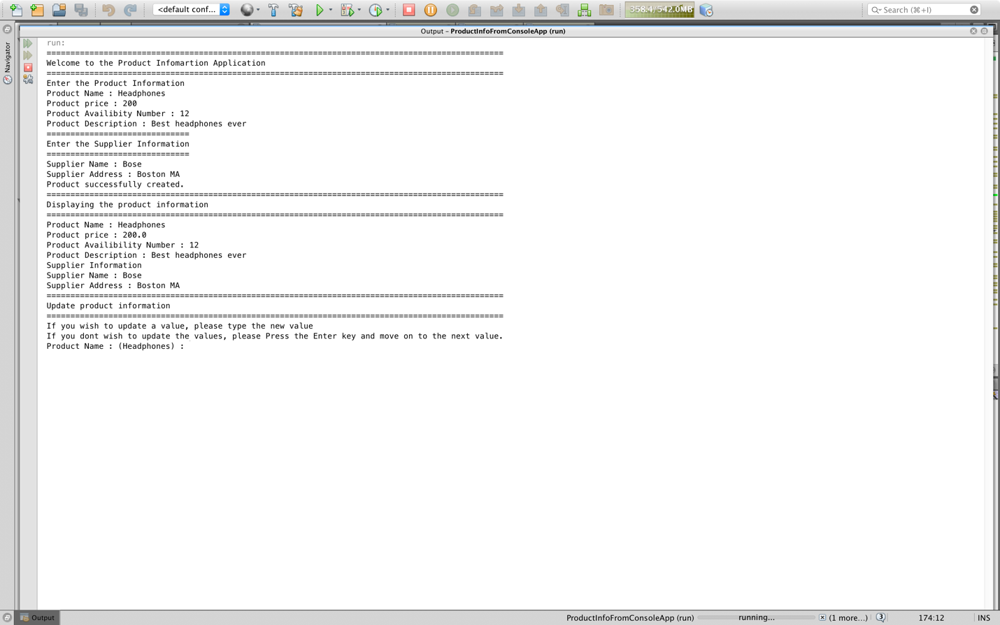 <default conf...
358.4/542.0MB
Search (⌘+I)
Output – ProductInfoFromConsoleApp (run)
Navigator
run:
================================================================================================
Welcome to the Product Infomartion Application
================================================================================================
Enter the Product Information
Product Name : Headphones
Product price : 200
Product Availibity Number : 12
Product Description : Best headphones ever
==============================
Enter the Supplier Information
==============================
Supplier Name : Bose
Supplier Address : Boston MA
Product successfully created.
================================================================================================
Displaying the product information
================================================================================================
Product Name : Headphones
Product price : 200.0
Product Availibility Number : 12
Product Description : Best headphones ever
Supplier Information
Supplier Name : Bose
Supplier Address : Boston MA
================================================================================================
Update product information
================================================================================================
If you wish to update a value, please type the new value
If you dont wish to update the values, please Press the Enter key and move on to the next value.
Product Name : (Headphones) :
Output
ProductInfoFromConsoleApp (run)
running...
(1 more...)
3
174:12
INS